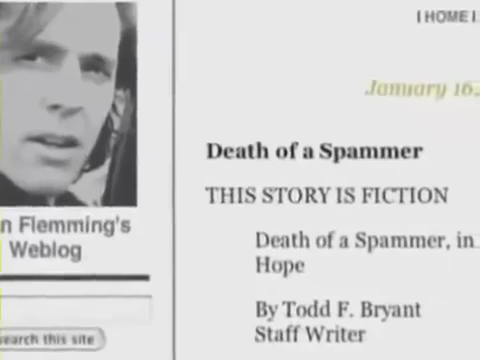 | HOME |
January 16,
Death of a Spammer
THIS STORY IS FICTION
Death of a Spammer, in
Hope
By Todd F. Bryant
Staff Writer
n Flemming's
Weblog
search this site